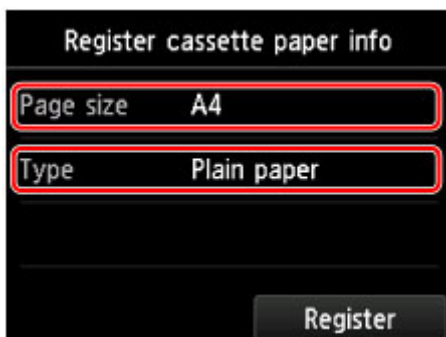 Register cassette paper info
Page size A4
Type Plain paper
Register